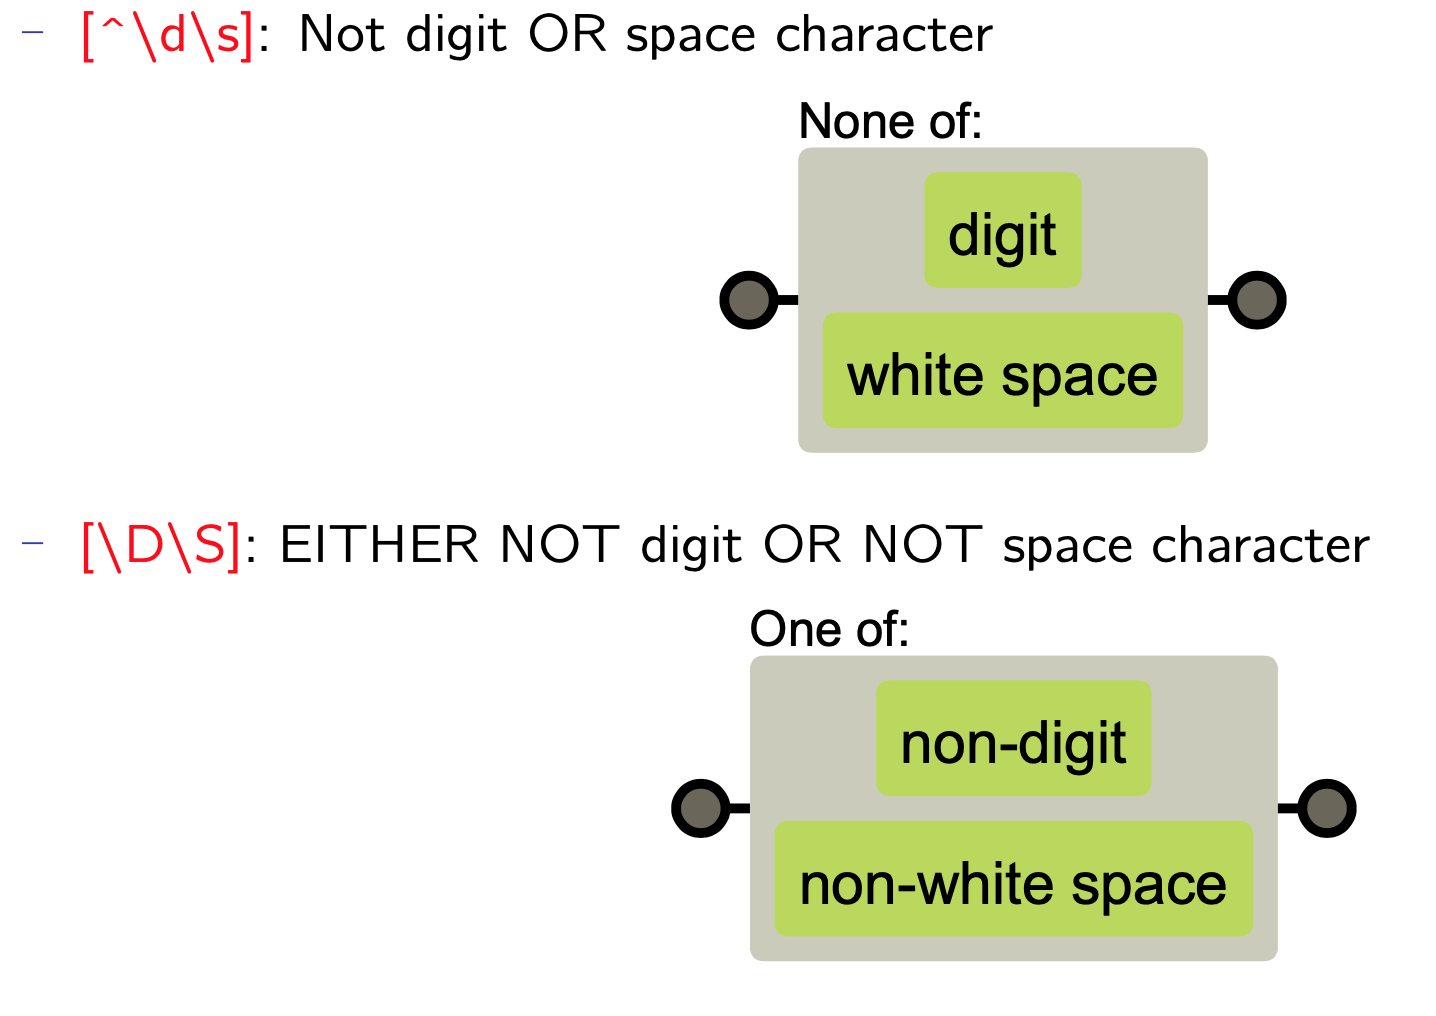 – [^\d\s]: Not digit OR space character
None of:
digit
white space
– [\D\S]: EITHER NOT digit OR NOT space character
One of:
non-digit
non-white space